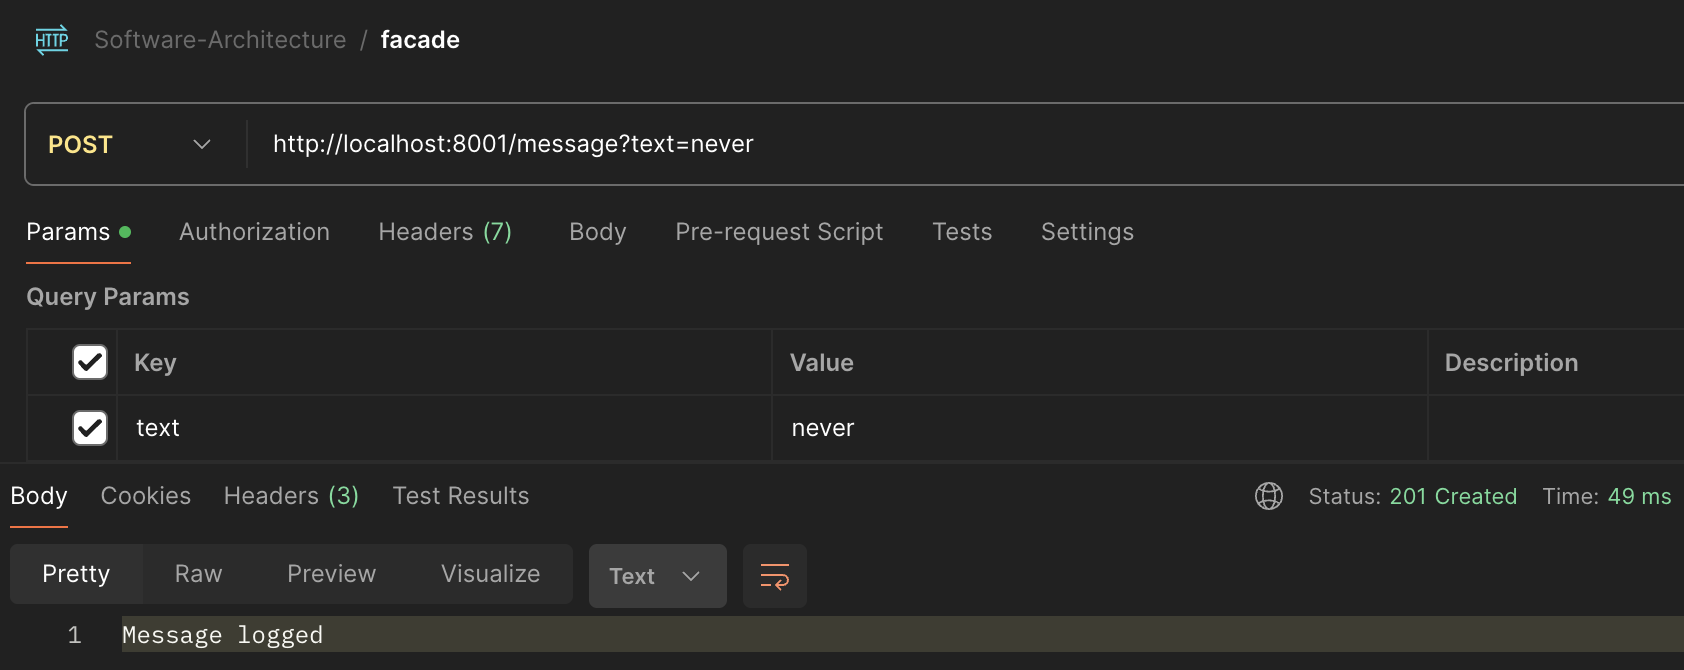 HTTP Software-Architecture / facade
POST http://localhost:8001/message?text=never
Params Authorization Headers (7) Body Pre-request Script Tests Settings
Query Params
Key Value Description
text never
Body Cookies Headers (3) Test Results Status: 201 Created Time: 49 ms
Pretty Raw Preview Visualize Text
1 Message logged